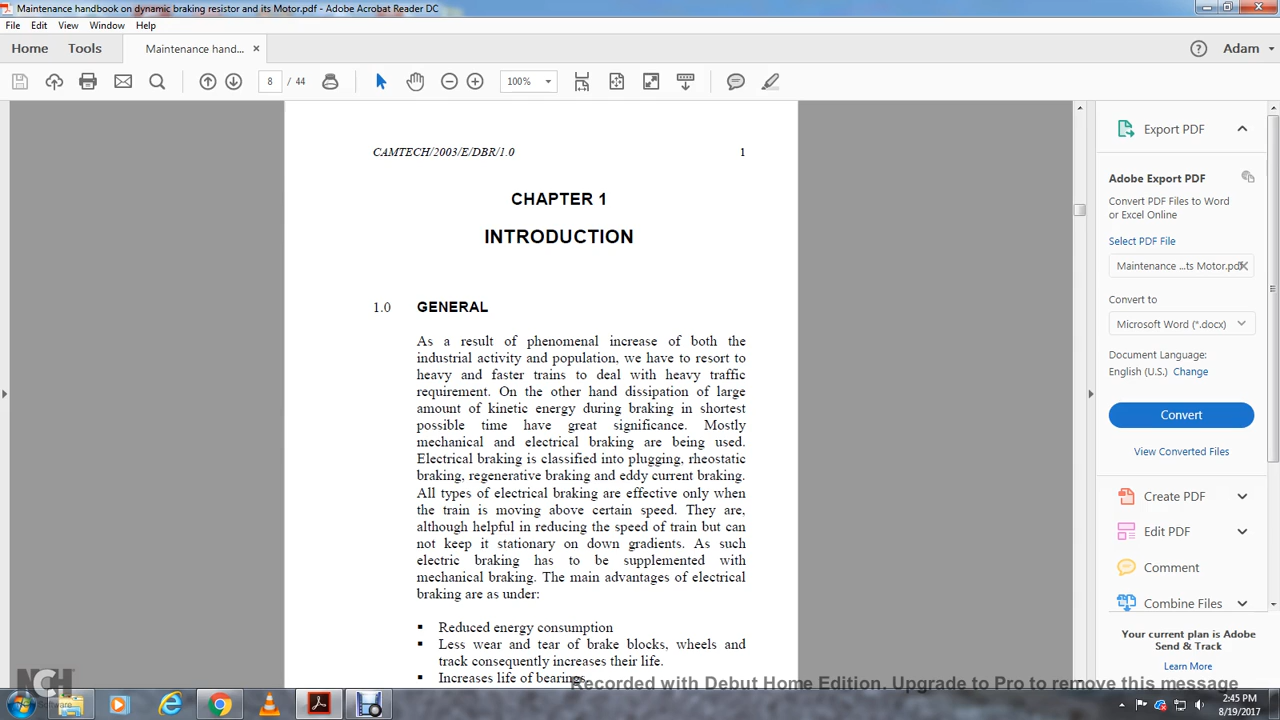 Maintenance handbook on dynamic braking resistor and its Motor.pdf - Adobe Acrobat Reader DC
File Edit View Window Help
Home Tools Maintenance hand... × Adam
8 / 44 100%
CAMTECH/2003/E/DBR/1.0 1
CHAPTER 1
INTRODUCTION
1.0 GENERAL
As a result of phenomenal increase of both the
industrial activity and population, we have to resort to
heavy and faster trains to deal with heavy traffic
requirement. On the other hand dissipation of large
amount of kinetic energy during braking in shortest
possible time have great significance. Mostly
mechanical and electrical braking are being used.
Electrical braking is classified into plugging, rheostatic
braking, regenerative braking and eddy current braking.
All types of electrical braking are effective only when
the train is moving above certain speed. They are,
although helpful in reducing the speed of train but can
not keep it stationary on down gradients. As such
electric braking has to be supplemented with
mechanical braking. The main advantages of electrical
braking are as under:
▪ Reduced energy consumption
▪ Less wear and tear of brake blocks, wheels and
track consequently increases their life.
▪ Increases life of bearings.
Export PDF
Adobe Export PDF
Convert PDF Files to Word
or Excel Online
Select PDF File
Maintenance ...ts Motor.pdf
Convert to
Microsoft Word (*.docx)
Document Language:
English (U.S.) Change
Convert
View Converted Files
Create PDF
Edit PDF
Comment
Combine Files
Your current plan is Adobe
Send & Track
Learn More
NCH
Software
Recorded with Debut Home Edition. Upgrade to Pro to remove this message
2:45 PM
8/19/2017